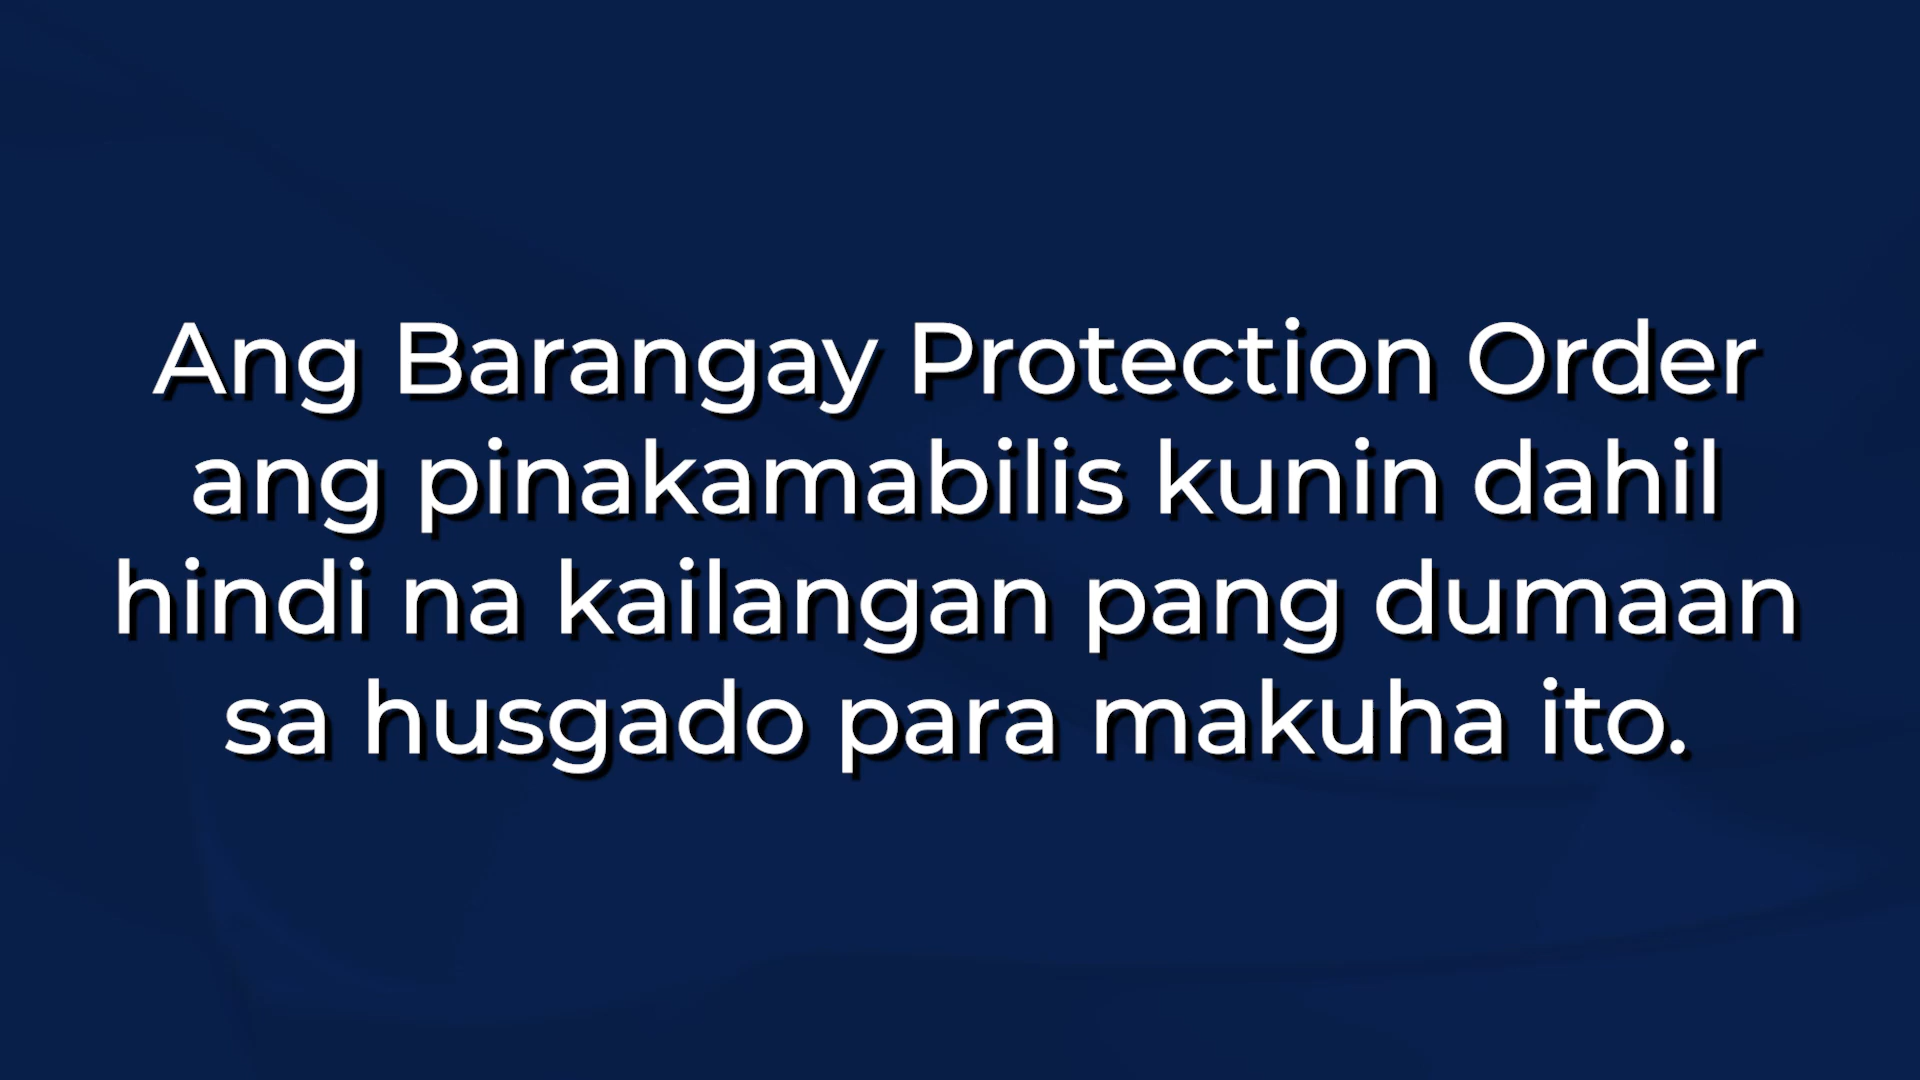 Ang Barangay Protection Order
ang pinakamabilis kunin dahil
hindi na kailangan pang dumaan
sa husgado para makuha ito.